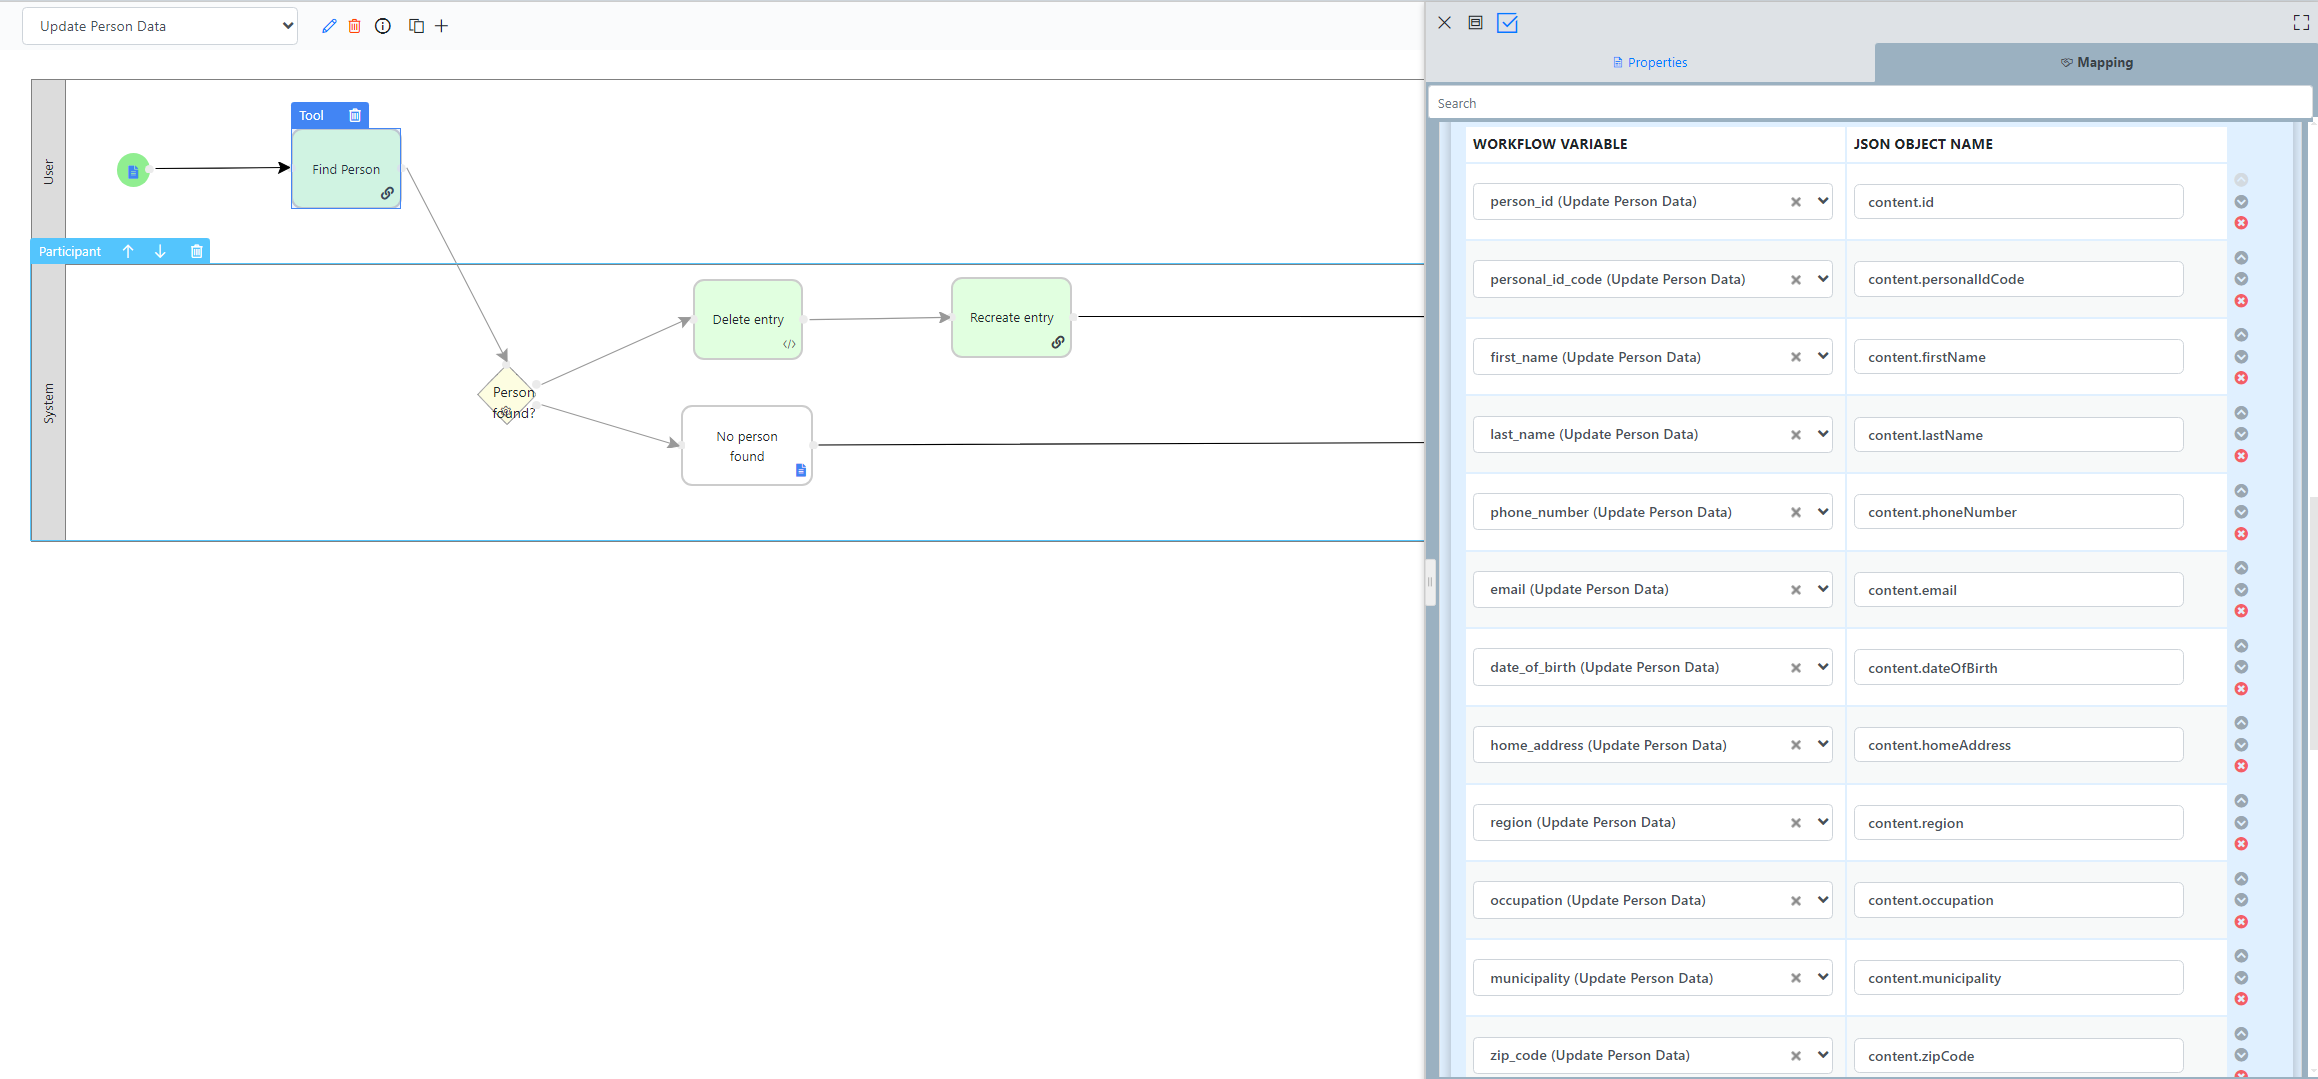 Update Person Data
User
Tool
Find Person
Participant
System
Delete entry
</>
Recreate entry
Person
found?
No person
found
Properties
Mapping
Search
WORKFLOW VARIABLE JSON OBJECT NAME
person_id (Update Person Data) content.id
personal_id_code (Update Person Data) content.personalIdCode
first_name (Update Person Data) content.firstName
last_name (Update Person Data) content.lastName
phone_number (Update Person Data) content.phoneNumber
email (Update Person Data) content.email
date_of_birth (Update Person Data) content.dateOfBirth
home_address (Update Person Data) content.homeAddress
region (Update Person Data) content.region
occupation (Update Person Data) content.occupation
municipality (Update Person Data) content.municipality
zip_code (Update Person Data) content.zipCode